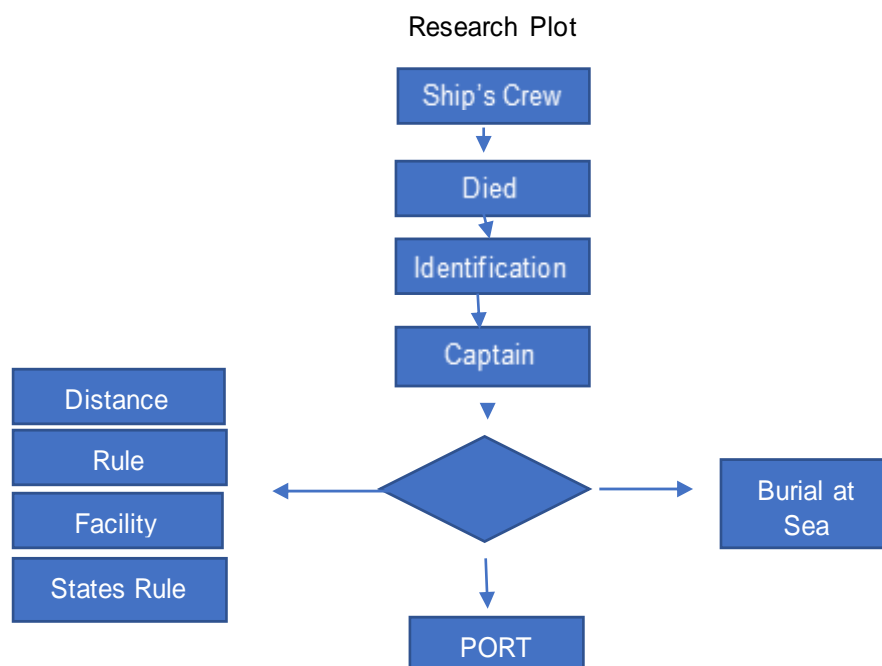 Research Plot
Ship's Crew
Died
Identification
Captain
Distance
Rule
Facility
States Rule
Burial at
Sea
PORT